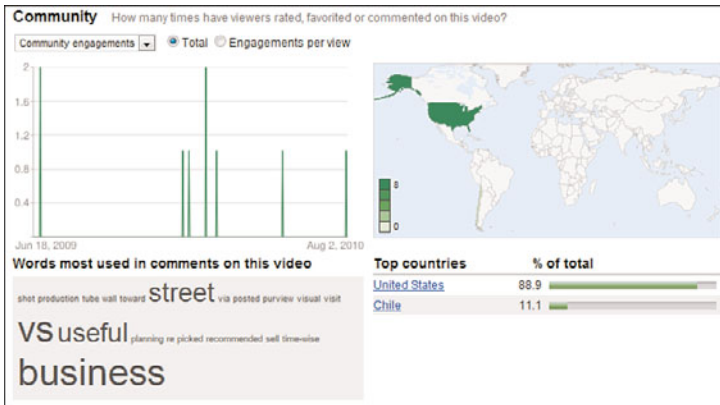 Community How many times have viewers rated, favorited or commented on this video?
Community engagements Total Engagements per view
2
1.6
1.2
0.8
0.4
Jun 18, 2009 Aug 2, 2010
8
0
Words most used in comments on this video
shot production tube wall toward street via posted purview visual visit
vs useful planning re picked recommended sell time-wise
business
Top countries % of total
United States 88.9
Chile 11.1